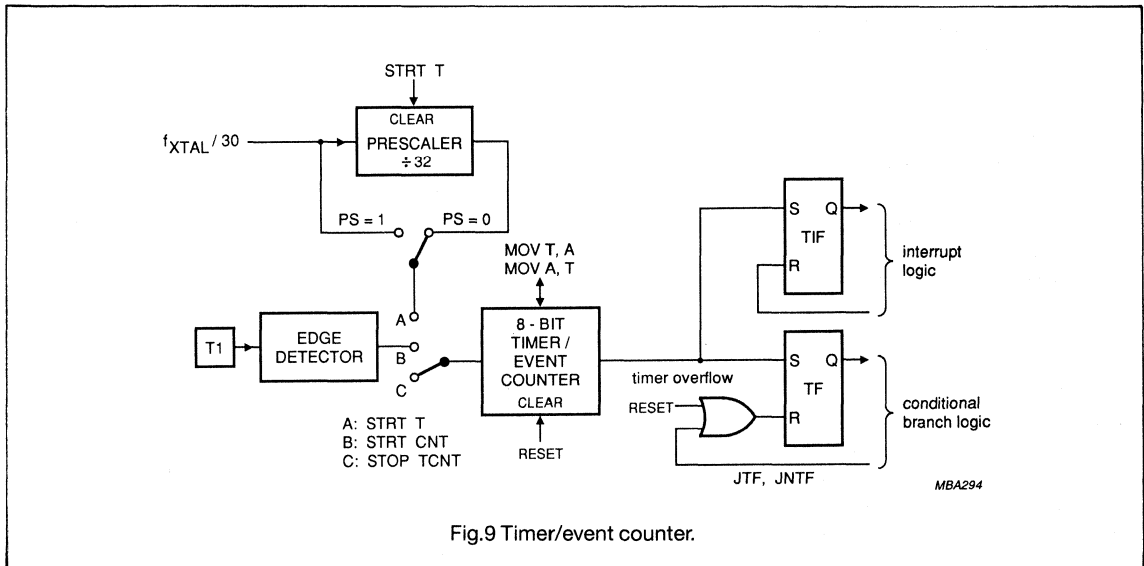 STRT T
CLEAR
PRESCALER
÷ 32
fXTAL / 30
PS = 1
PS = 0
MOV T, A
MOV A, T
S
Q
TIF
R
interrupt
logic
A
T1
EDGE
DETECTOR
B
C
8 - BIT
TIMER /
EVENT
COUNTER
CLEAR
RESET
timer overflow
S
Q
TF
R
RESET
conditional
branch logic
A: STRT T
B: STRT CNT
C: STOP TCNT
JTF, JNTF
MBA294
Fig.9 Timer/event counter.